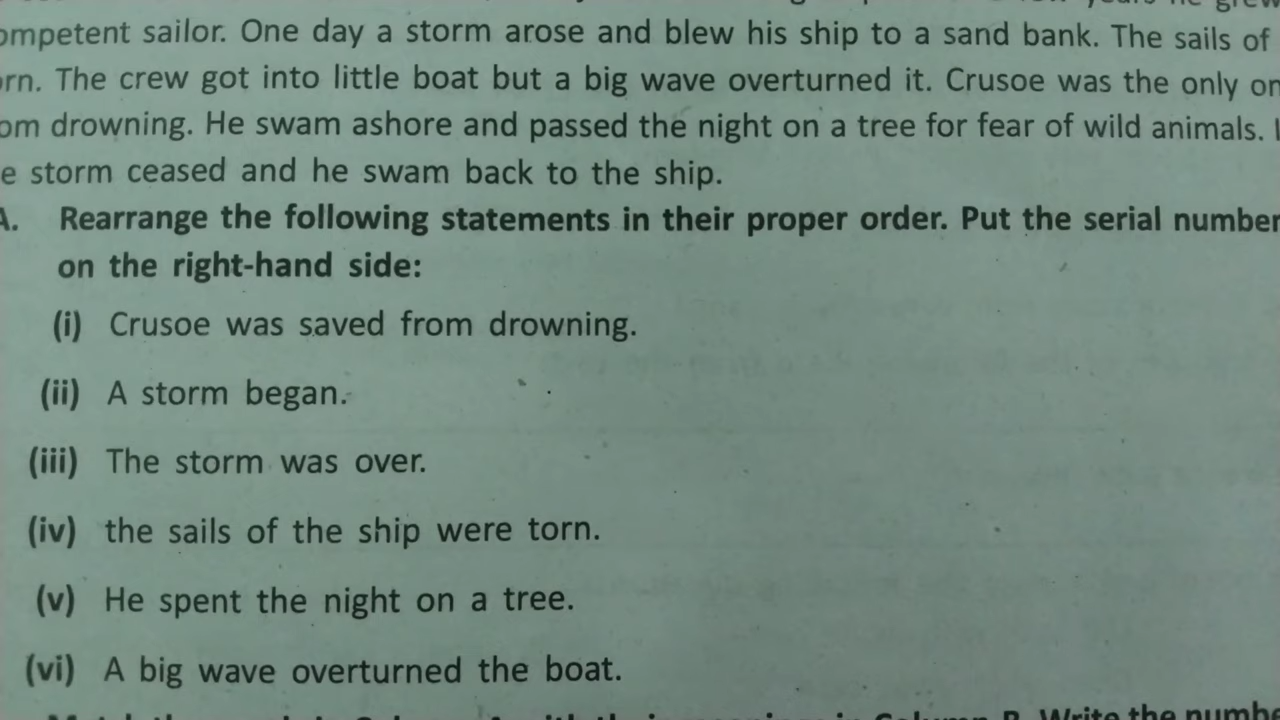 ompetent sailor. One day a storm arose and blew his ship to a sand bank. The sails of
orn. The crew got into little boat but a big wave overturned it. Crusoe was the only on
om drowning. He swam ashore and passed the night on a tree for fear of wild animals.
e storm ceased and he swam back to the ship.
A. Rearrange the following statements in their proper order. Put the serial number
on the right-hand side:
(i) Crusoe was saved from drowning.
(ii) A storm began.
(iii) The storm was over.
(iv) the sails of the ship were torn.
(v) He spent the night on a tree.
(vi) A big wave overturned the boat.